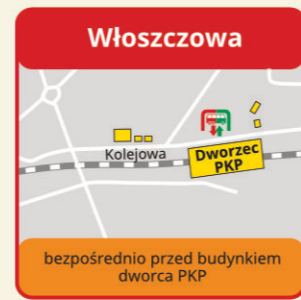 Włoszczowa
Kolejowa
Dworzec
PKP
bezpośrednio przed budynkiem
dworca PKP